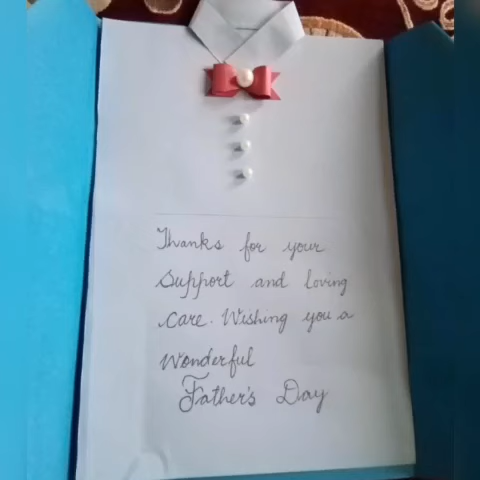 Thanks for your
Support and loving
care. Wishing you a
Wonderful
Father's Day